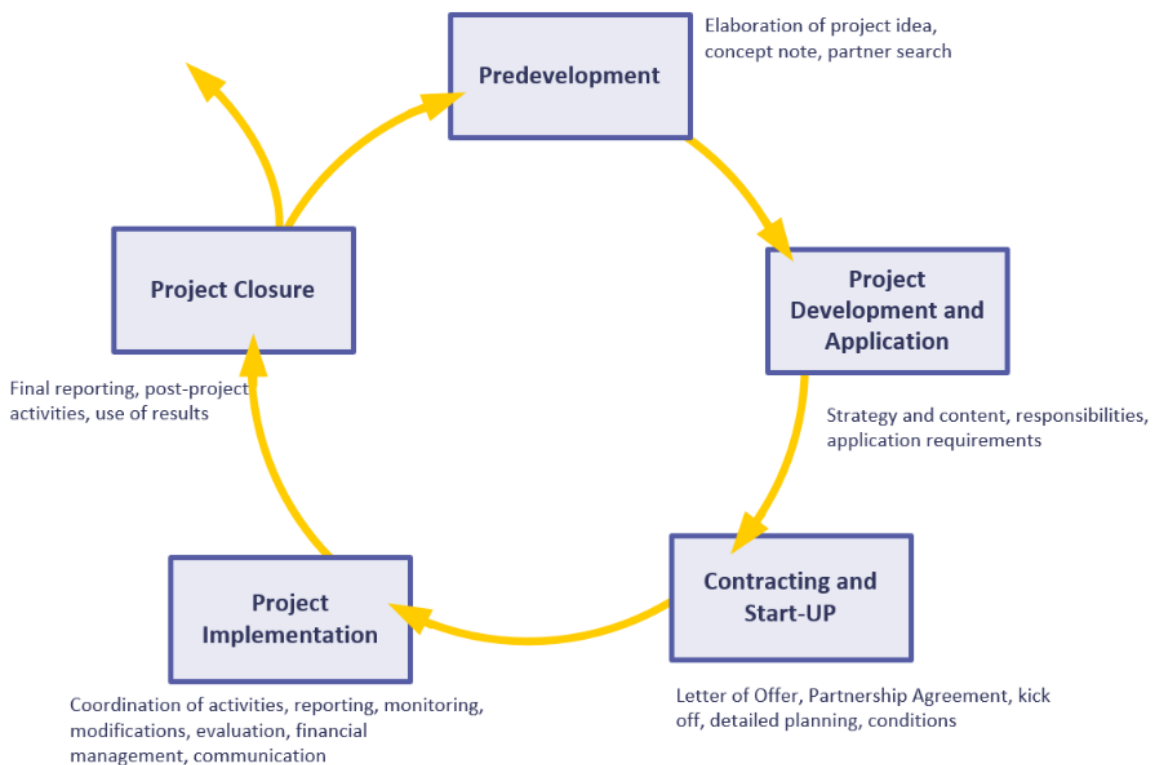 Predevelopment
Elaboration of project idea,
concept note, partner search
Project
Development and
Application
Strategy and content, responsibilities,
application requirements
Contracting and
Start-UP
Letter of Offer, Partnership Agreement, kick
off, detailed planning, conditions
Project
Implementation
Coordination of activities, reporting, monitoring,
modifications, evaluation, financial
management, communication
Project Closure
Final reporting, post-project
activities, use of results